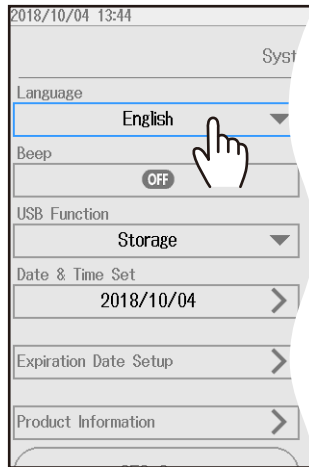 2018/10/04 13:44
Syst
Language
English
Beep
OFF
USB Function
Storage
Date & Time Set
2018/10/04
Expiration Date Setup
Product Information